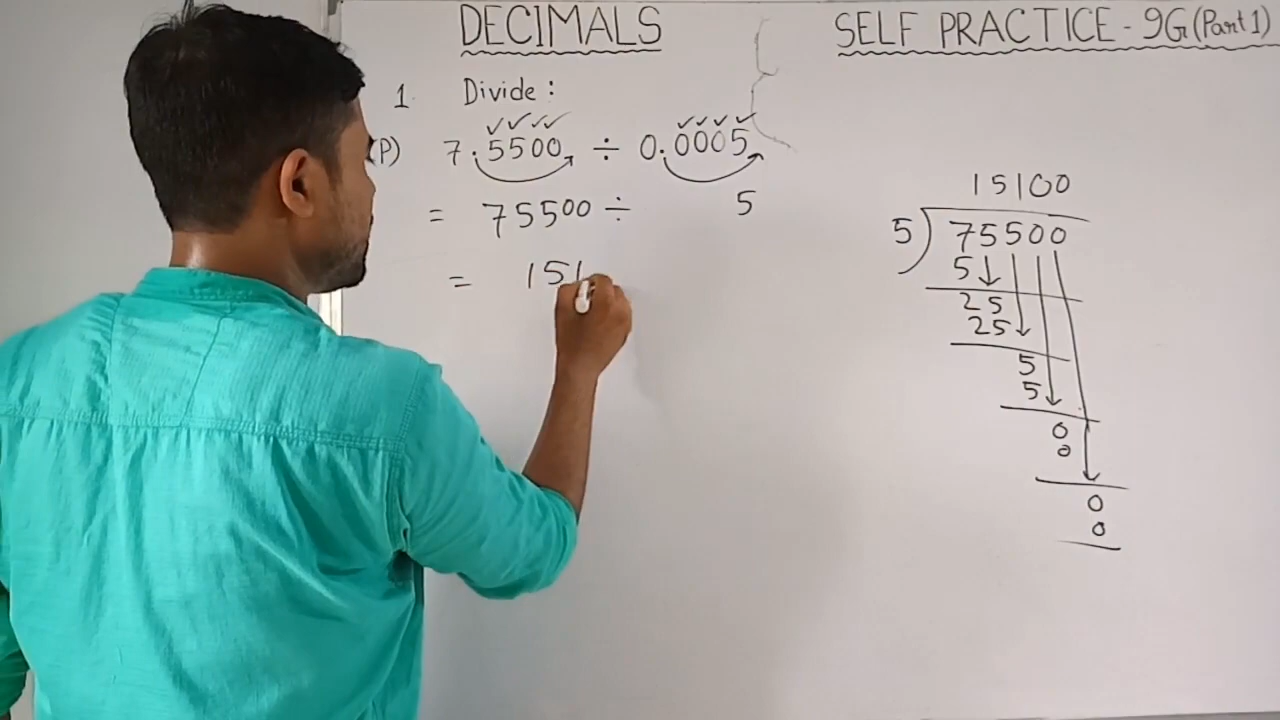 DECIMALS
SELF PRACTICE - 9G (Part 1)
1 Divide :
(P) 7.5500 ÷ 0.0005
= 75500 ÷ 5
= 151
15100
5) 75500
5
25
25
5
5
0
0
0
0